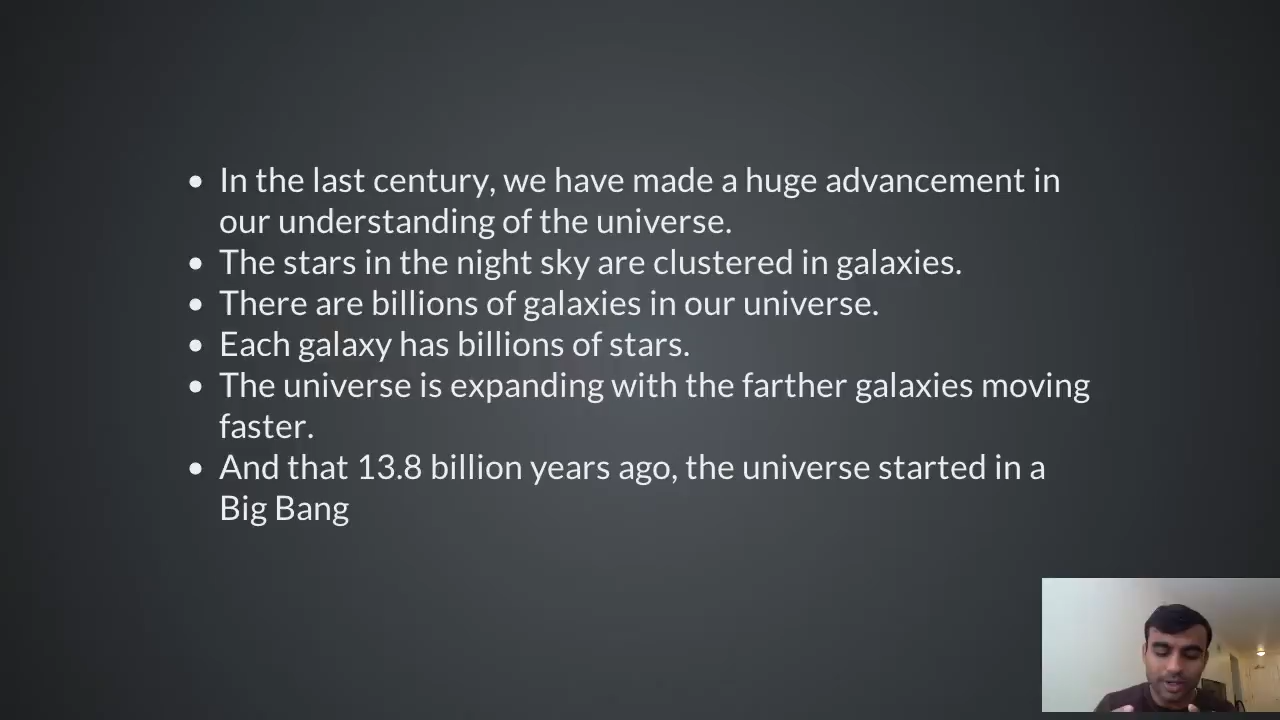 • In the last century, we have made a huge advancement in
our understanding of the universe.
• The stars in the night sky are clustered in galaxies.
• There are billions of galaxies in our universe.
• Each galaxy has billions of stars.
• The universe is expanding with the farther galaxies moving
faster.
• And that 13.8 billion years ago, the universe started in a
Big Bang